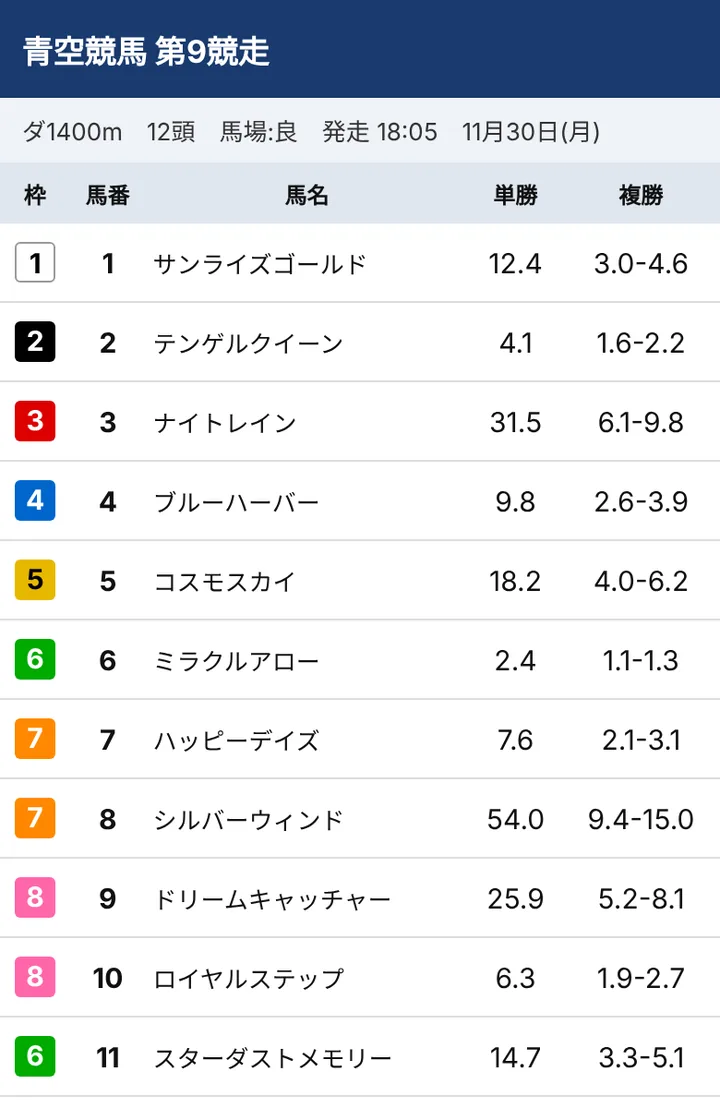 青空競馬 第9競走
ダ1400m 12頭 馬場:良 発走 18:05 11月30日(月)
枠 馬番 馬名 単勝 複勝
1 1 サンライズゴールド 12.4 3.0-4.6
2 2 テンゲルクイーン 4.1 1.6-2.2
3 3 ナイトレイン 31.5 6.1-9.8
4 4 ブルーハーバー 9.8 2.6-3.9
5 5 コスモスカイ 18.2 4.0-6.2
6 6 ミラクルアロー 2.4 1.1-1.3
7 7 ハッピーデイズ 7.6 2.1-3.1
7 8 シルバーウィンド 54.0 9.4-15.0
8 9 ドリームキャッチャー 25.9 5.2-8.1
8 10 ロイヤルステップ 6.3 1.9-2.7
6 11 スターダストメモリー 14.7 3.3-5.1